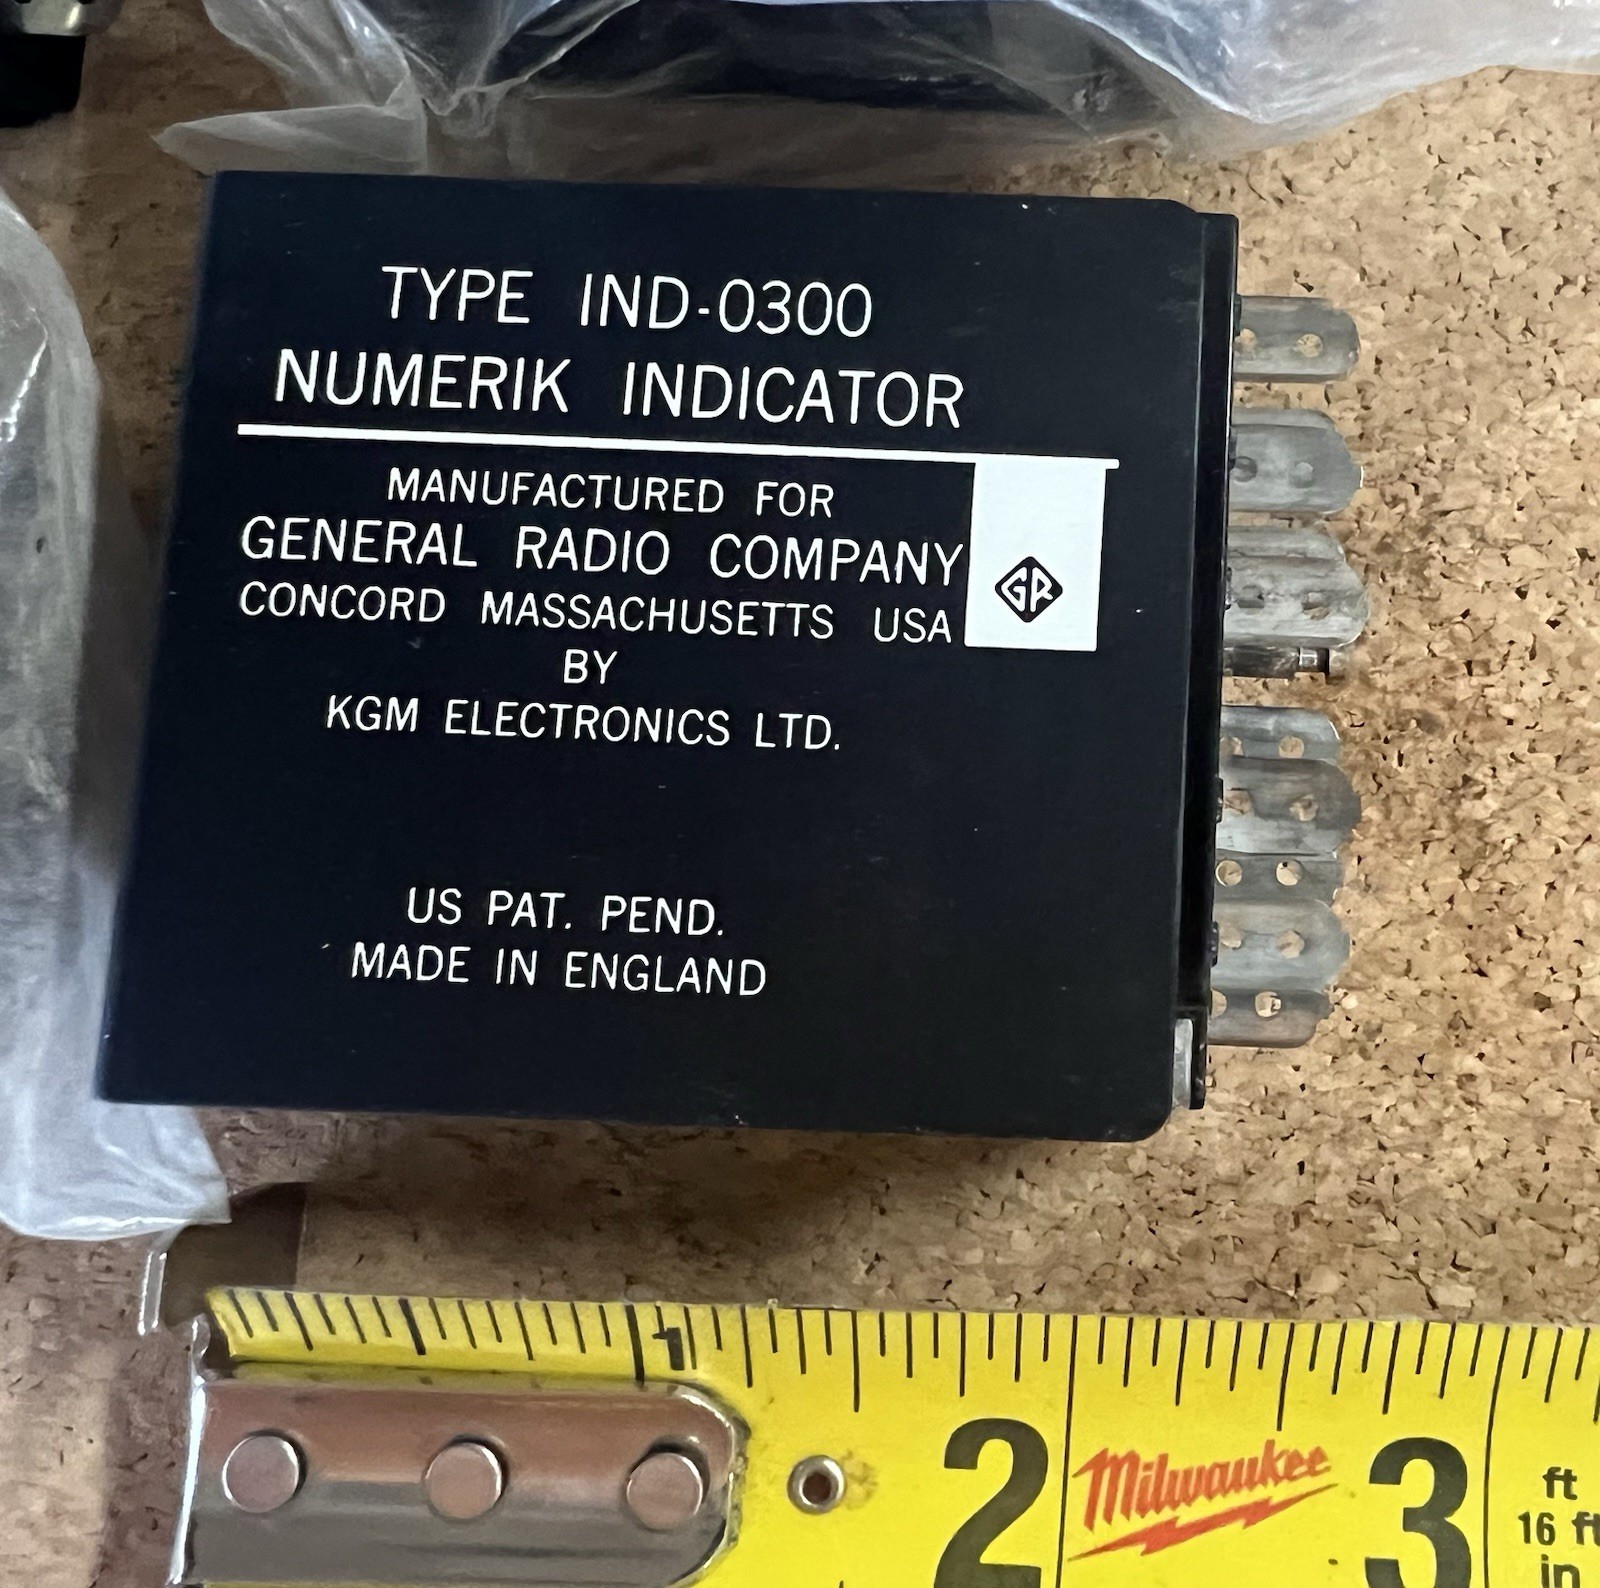 TYPE IND-0300
NUMERIK INDICATOR
MANUFACTURED FOR
GENERAL RADIO COMPANY
CONCORD MASSACHUSETTS USA
GR
BY
KGM ELECTRONICS LTD.
US PAT. PEND.
MADE IN ENGLAND
1
2
Milwaukee
3
ft
16 ft
in